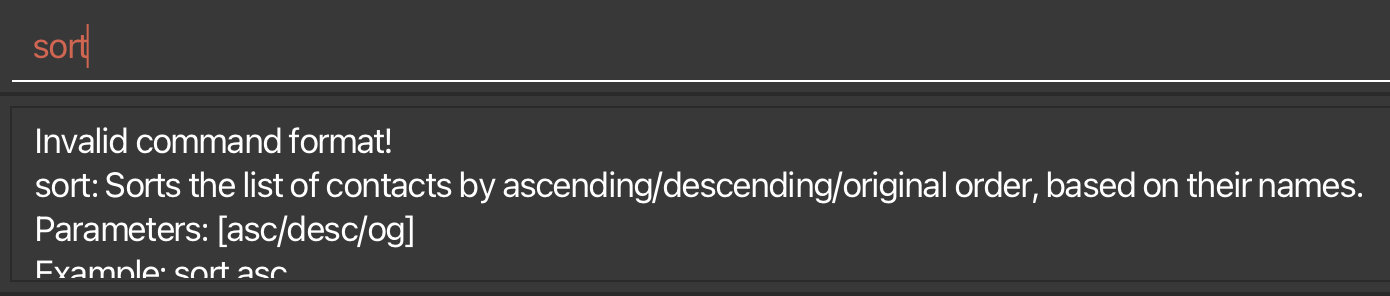 sort
Invalid command format!
sort: Sorts the list of contacts by ascending/descending/original order, based on their names.
Parameters: [asc/desc/og]
Example: sort asc